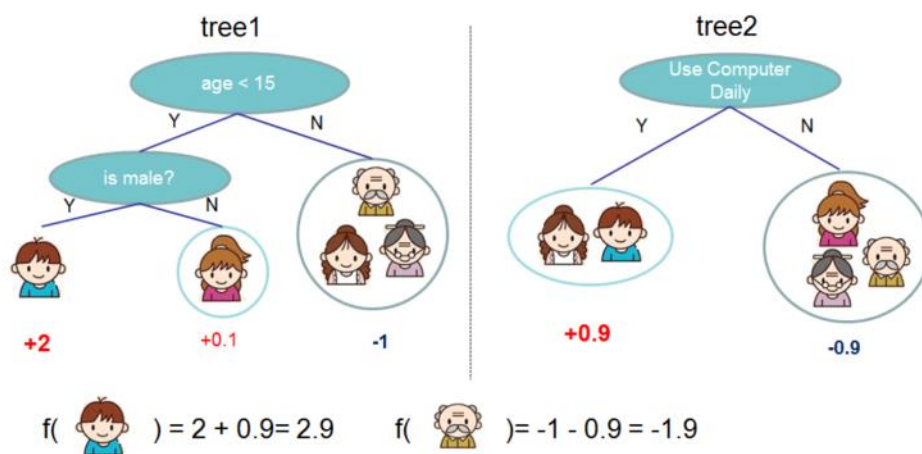 tree1
age < 15
Y
N
is male?
Y
N
+2
+0.1
-1
tree2
Use Computer
Daily
Y
N
+0.9
-0.9
f( ) = 2 + 0.9= 2.9
f( )= -1 - 0.9 = -1.9